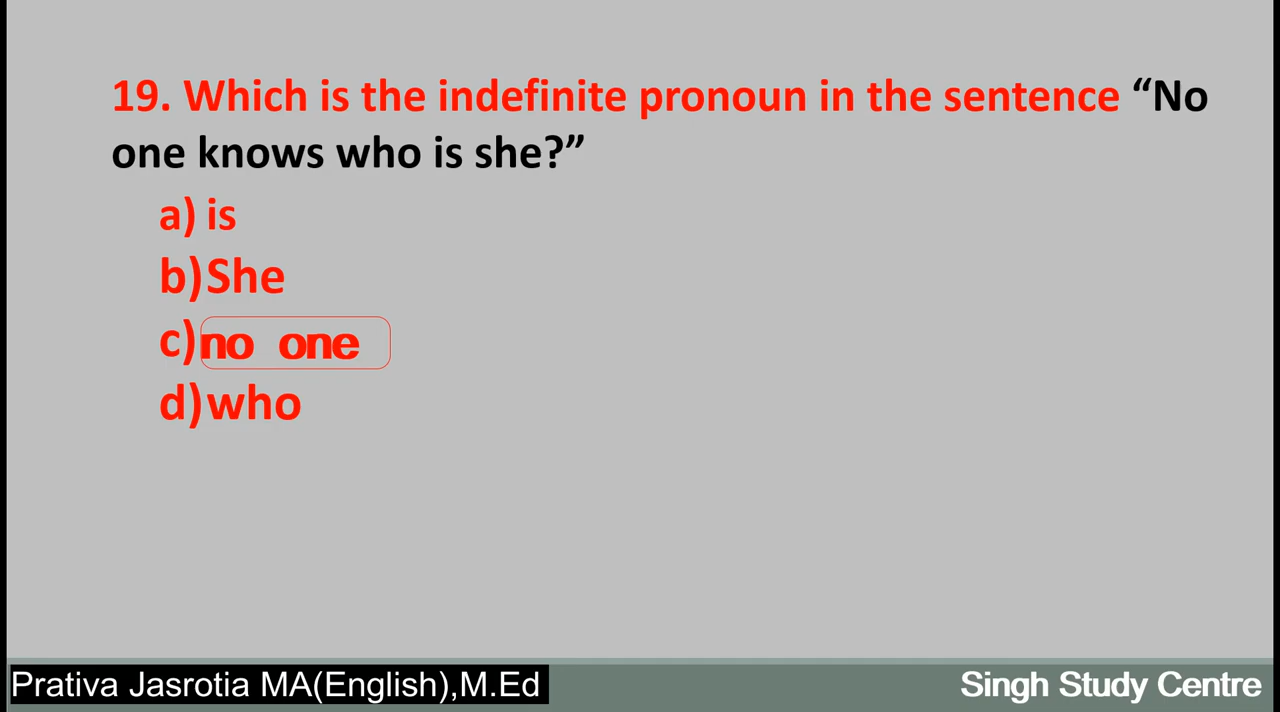 19. Which is the indefinite pronoun in the sentence “No
one knows who is she?”
a) is
b) She
c) no one
d) who
Prativa Jasrotia MA(English),M.Ed
Singh Study Centre